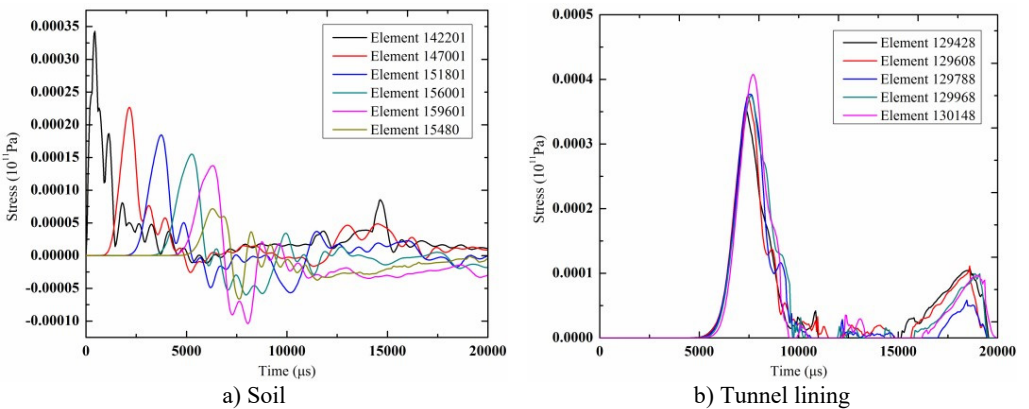 0.00035
0.00030
0.00025
0.00020
0.00015
0.00010
0.00005
0.00000
-0.00005
-0.00010
Stress (10¹¹Pa)
0 5000 10000 15000 20000
Time (μs)
Element 142201
Element 147001
Element 151801
Element 156001
Element 159601
Element 15480
a) Soil
0.0005
0.0004
0.0003
0.0002
0.0001
0.0000
Stress (10¹¹Pa)
0 5000 10000 15000 20000
Time (μs)
Element 129428
Element 129608
Element 129788
Element 129968
Element 130148
b) Tunnel lining